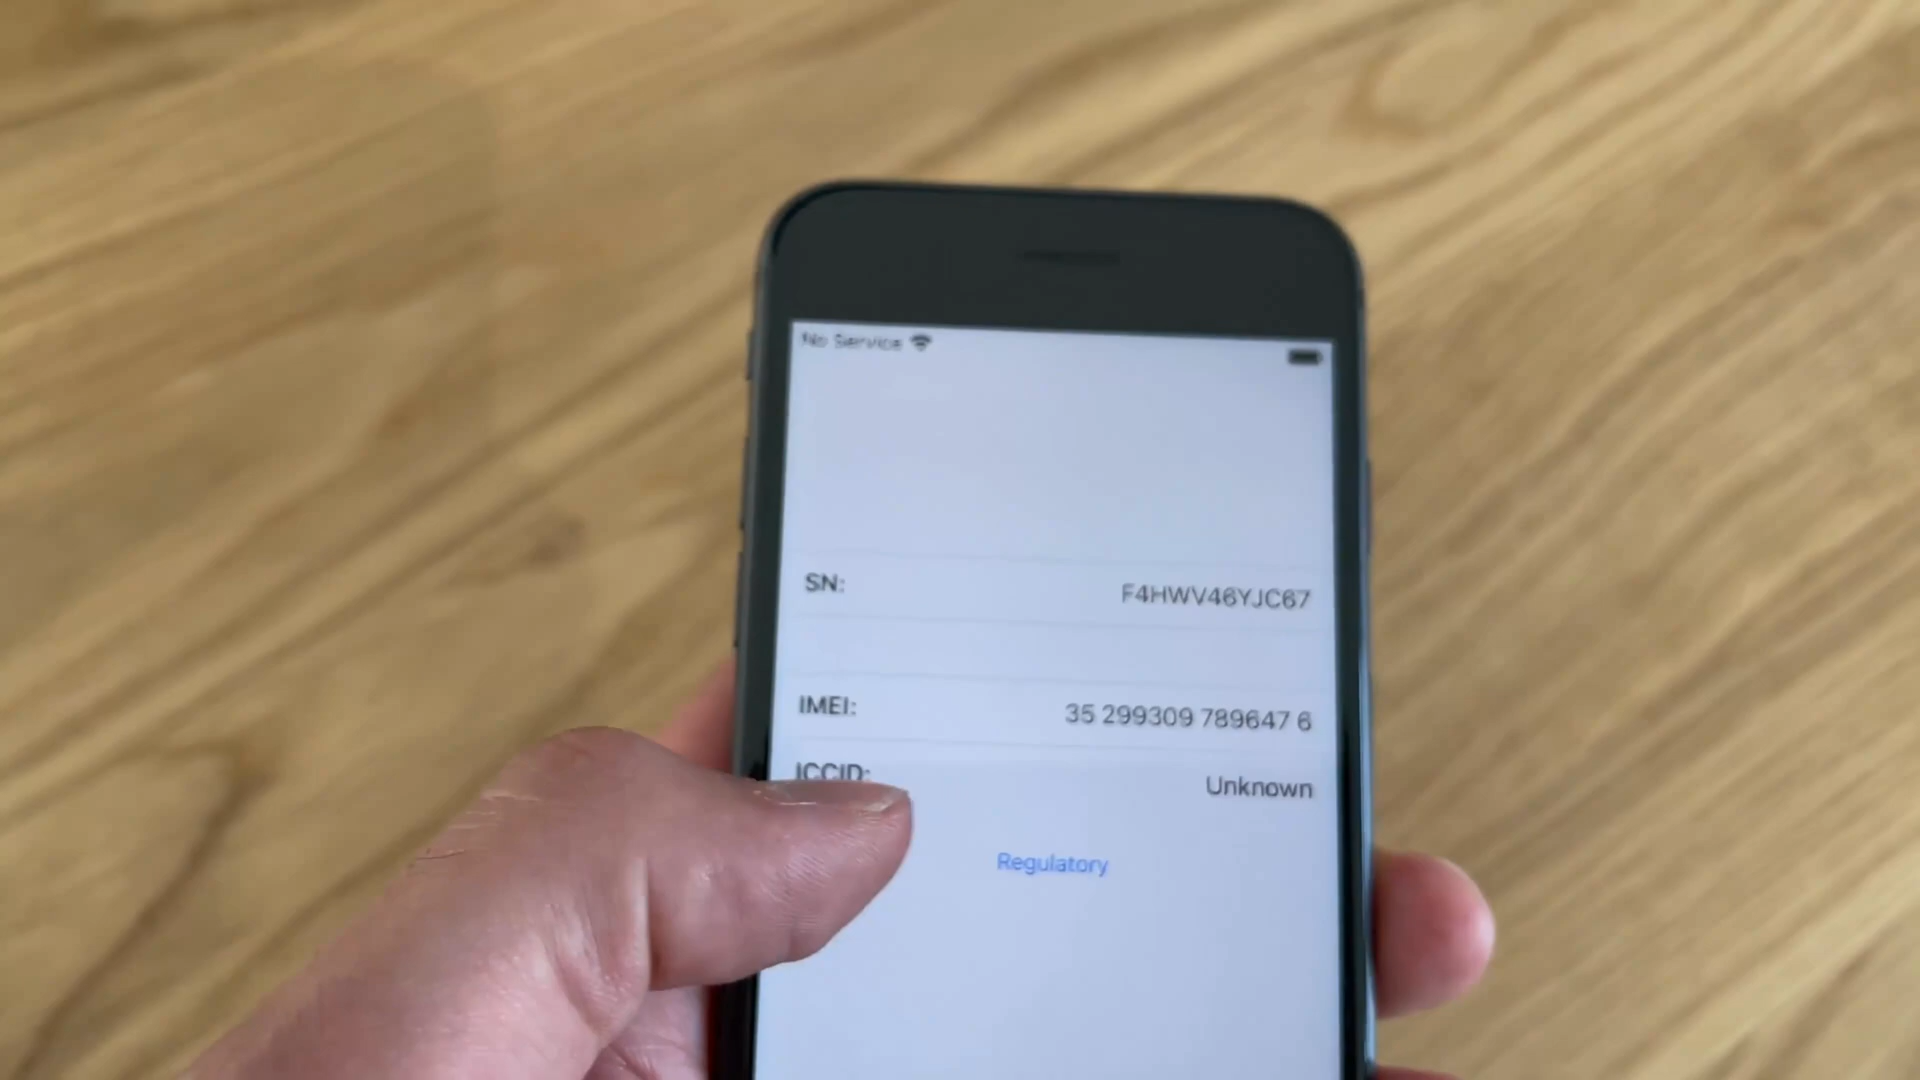 No Service
SN: F4HWV46YJC67
IMEI: 35 299309 789647 6
ICCID: Unknown
Regulatory